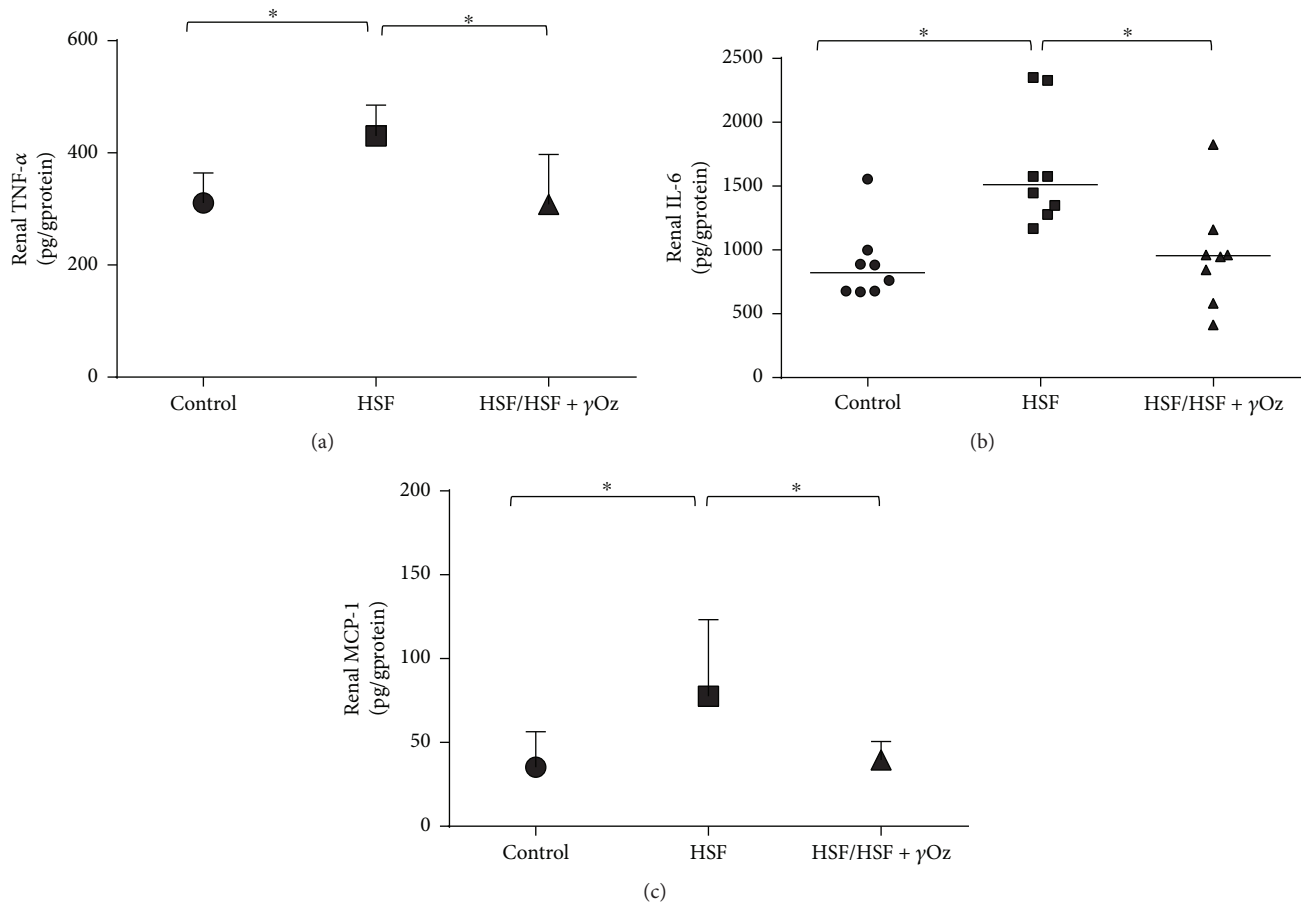 *
*
600
400
200
0
Renal TNF-α
(pg/gprotein)
Control
HSF
HSF/HSF + γOz
(a)
*
*
2500
2000
1500
1000
500
0
Renal IL-6
(pg/gprotein)
Control
HSF
HSF/HSF + γOz
(b)
*
*
200
150
100
50
0
Renal MCP-1
(pg/gprotein)
Control
HSF
HSF/HSF + γOz
(c)